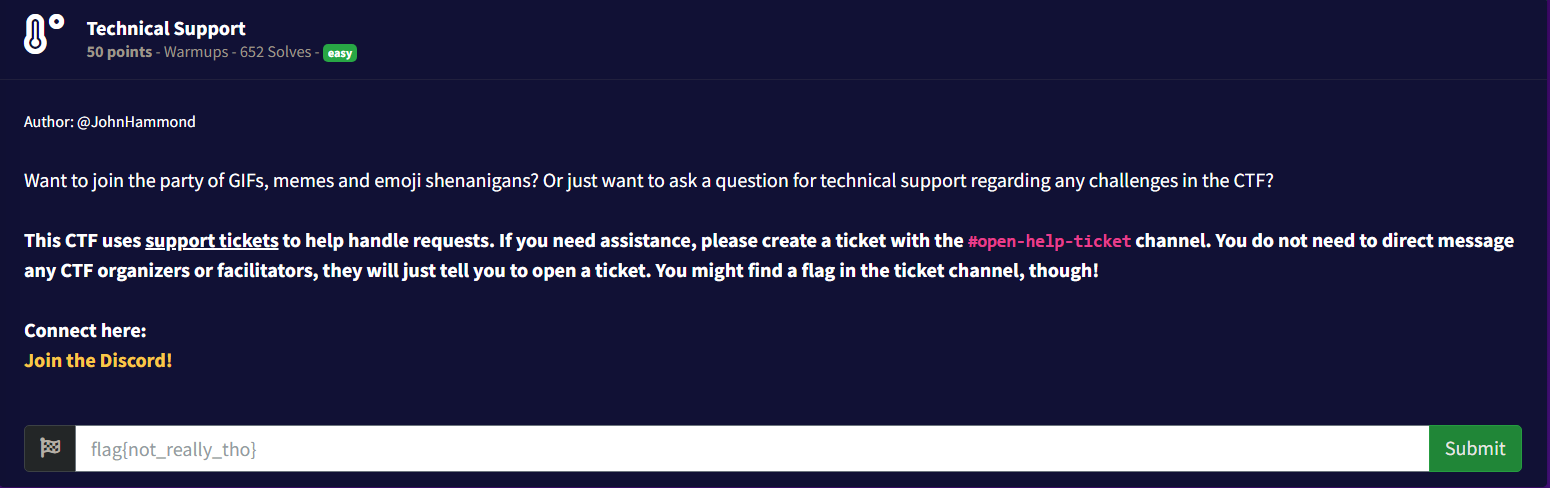 Technical Support
50 points - Warmups - 652 Solves - easy
Author: @JohnHammond
Want to join the party of GIFs, memes and emoji shenanigans? Or just want to ask a question for technical support regarding any challenges in the CTF?
This CTF uses support tickets to help handle requests. If you need assistance, please create a ticket with the #open-help-ticket channel. You do not need to direct message
any CTF organizers or facilitators, they will just tell you to open a ticket. You might find a flag in the ticket channel, though!
Connect here:
Join the Discord!
flag{not_really_tho}
Submit